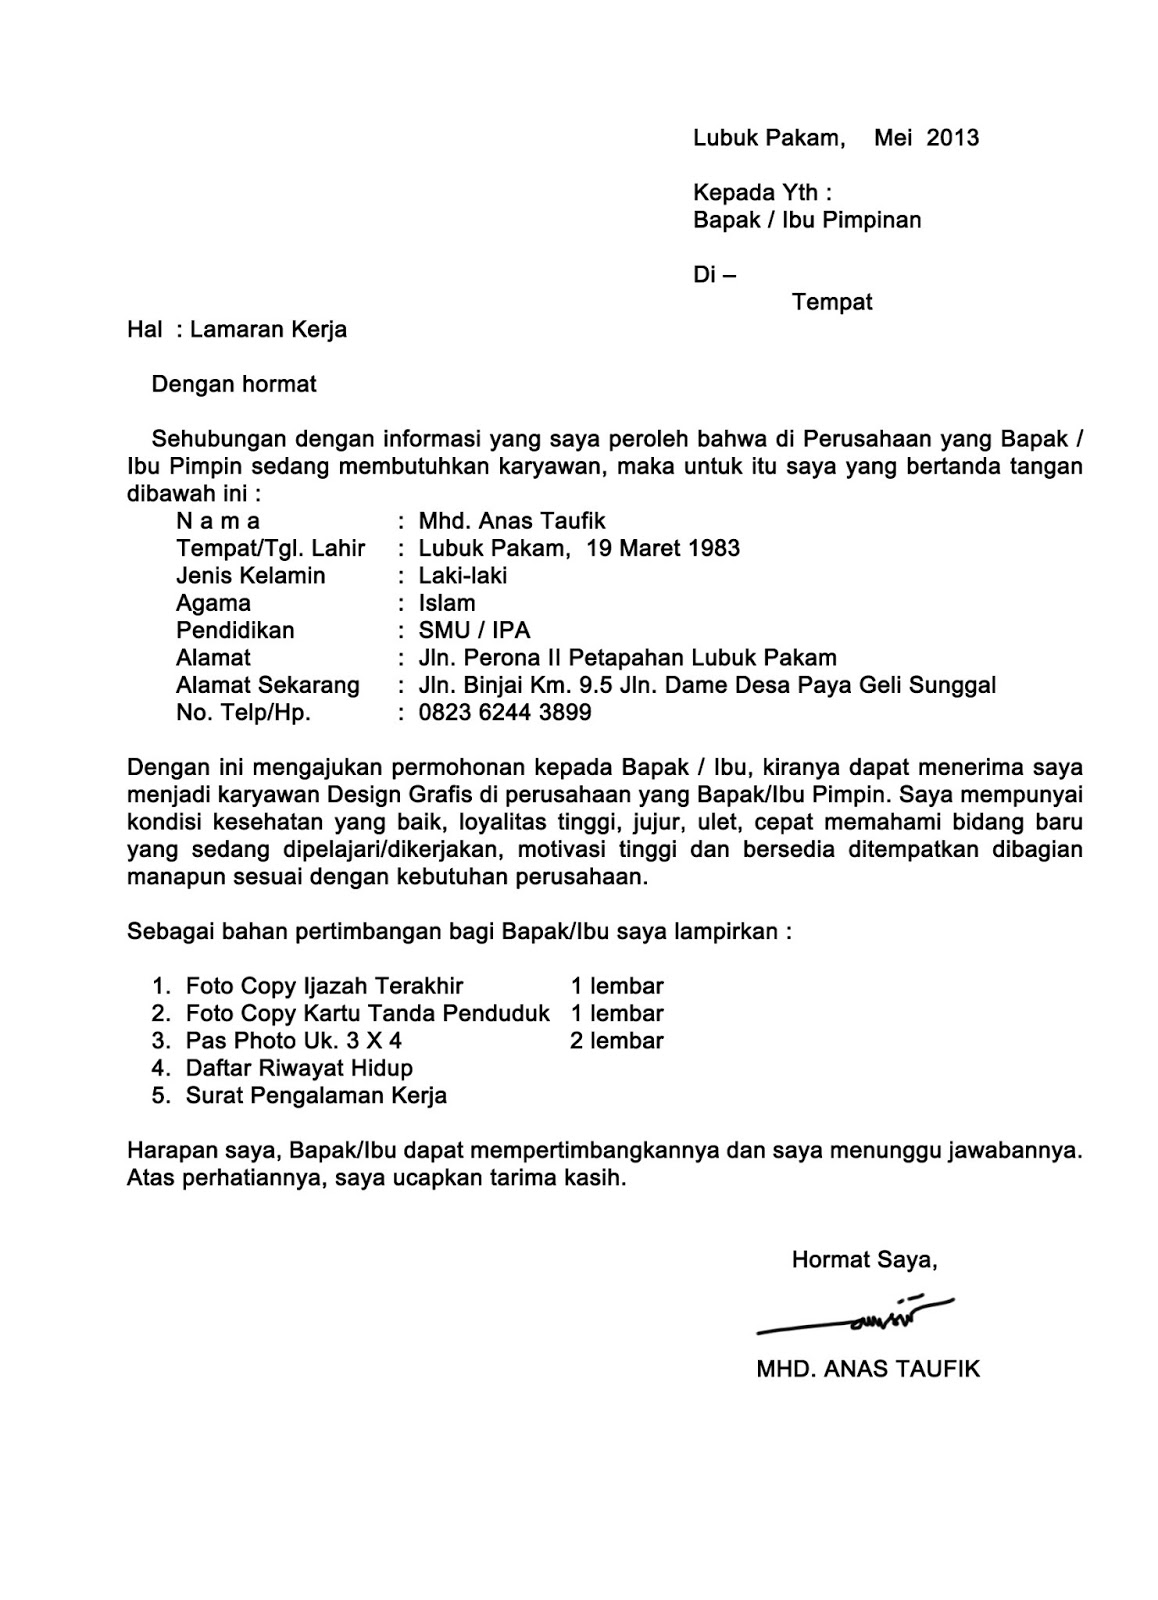 Lubuk Pakam, Mei 2013
Kepada Yth :
Bapak / Ibu Pimpinan
Di –
Tempat
Hal : Lamaran Kerja
Dengan hormat
Sehubungan dengan informasi yang saya peroleh bahwa di Perusahaan yang Bapak /
Ibu Pimpin sedang membutuhkan karyawan, maka untuk itu saya yang bertanda tangan
dibawah ini :
N a m a : Mhd. Anas Taufik
Tempat/Tgl. Lahir : Lubuk Pakam, 19 Maret 1983
Jenis Kelamin : Laki-laki
Agama : Islam
Pendidikan : SMU / IPA
Alamat : Jln. Perona II Petapahan Lubuk Pakam
Alamat Sekarang : Jln. Binjai Km. 9.5 Jln. Dame Desa Paya Geli Sunggal
No. Telp/Hp. : 0823 6244 3899
Dengan ini mengajukan permohonan kepada Bapak / Ibu, kiranya dapat menerima saya
menjadi karyawan Design Grafis di perusahaan yang Bapak/Ibu Pimpin. Saya mempunyai
kondisi kesehatan yang baik, loyalitas tinggi, jujur, ulet, cepat memahami bidang baru
yang sedang dipelajari/dikerjakan, motivasi tinggi dan bersedia ditempatkan dibagian
manapun sesuai dengan kebutuhan perusahaan.
Sebagai bahan pertimbangan bagi Bapak/Ibu saya lampirkan :
1. Foto Copy Ijazah Terakhir 1 lembar
2. Foto Copy Kartu Tanda Penduduk 1 lembar
3. Pas Photo Uk. 3 X 4 2 lembar
4. Daftar Riwayat Hidup
5. Surat Pengalaman Kerja
Harapan saya, Bapak/Ibu dapat mempertimbangkannya dan saya menunggu jawabannya.
Atas perhatiannya, saya ucapkan tarima kasih.
Hormat Saya,
MHD. ANAS TAUFIK